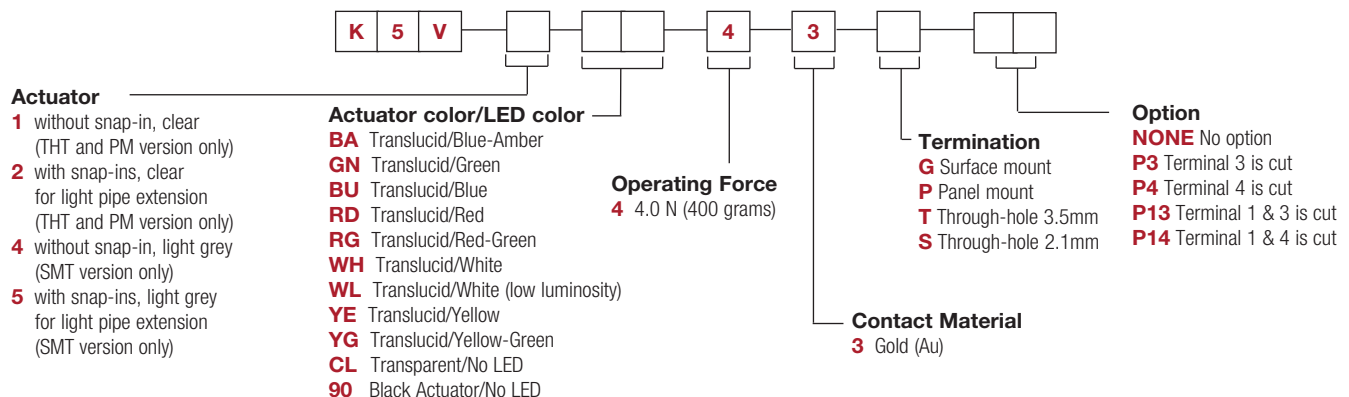 K 5 V 4 3
Actuator
1 without snap-in, clear
(THT and PM version only)
2 with snap-ins, clear
for light pipe extension
(THT and PM version only)
4 without snap-in, light grey
(SMT version only)
5 with snap-ins, light grey
for light pipe extension
(SMT version only)
Actuator color/LED color
BA Translucid/Blue-Amber
GN Translucid/Green
BU Translucid/Blue
RD Translucid/Red
RG Translucid/Red-Green
WH Translucid/White
WL Translucid/White (low luminosity)
YE Translucid/Yellow
YG Translucid/Yellow-Green
CL Transparent/No LED
90 Black Actuator/No LED
Operating Force
4 4.0 N (400 grams)
Contact Material
3 Gold (Au)
Termination
G Surface mount
P Panel mount
T Through-hole 3.5mm
S Through-hole 2.1mm
Option
NONE No option
P3 Terminal 3 is cut
P4 Terminal 4 is cut
P13 Terminal 1 & 3 is cut
P14 Terminal 1 & 4 is cut